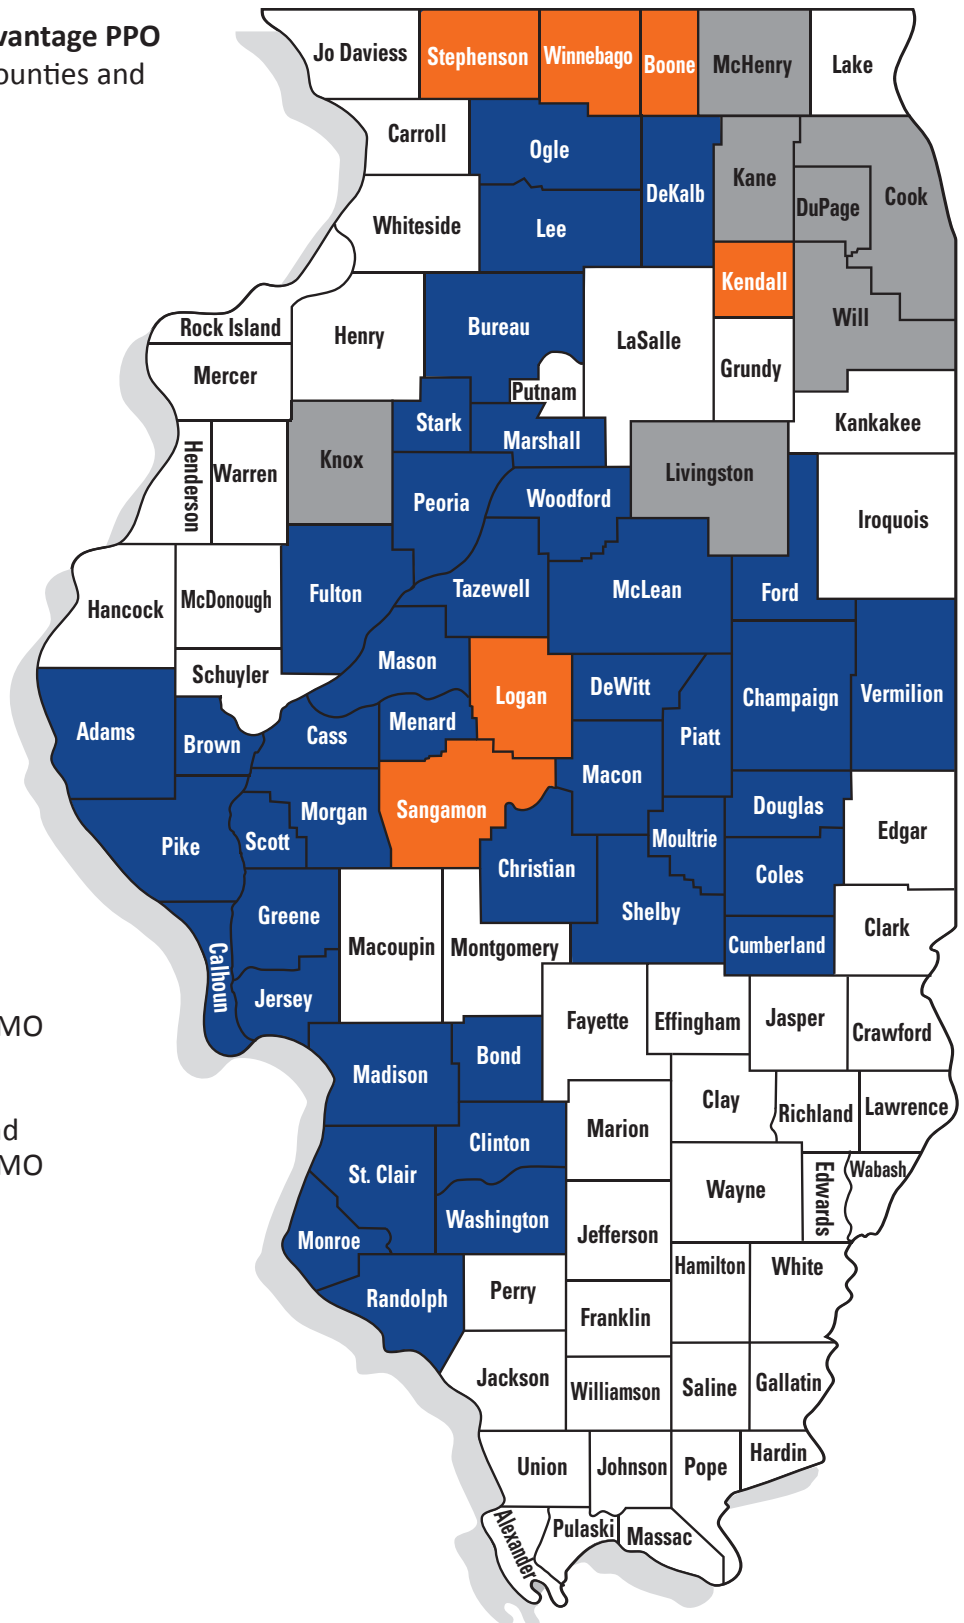 vantage PPO
ounties and
Jo Daviess
Stephenson
Winnebago
Boone
McHenry
Lake
Carroll
Ogle
DeKalb
Kane
DuPage
Cook
Whiteside
Lee
Kendall
Will
Rock Island
Henry
Bureau
LaSalle
Grundy
Mercer
Putnam
Kankakee
Stark
Marshall
Henderson
Warren
Knox
Peoria
Woodford
Livingston
Iroquois
Hancock
McDonough
Fulton
Tazewell
McLean
Ford
Schuyler
Mason
Logan
DeWitt
Champaign
Vermilion
Adams
Brown
Cass
Menard
Piatt
Macon
Pike
Scott
Morgan
Sangamon
Christian
Moultrie
Douglas
Edgar
Coles
Shelby
Greene
Calhoun
Macoupin
Montgomery
Cumberland
Clark
Jersey
MO
Fayette
Effingham
Jasper
Crawford
Madison
Bond
Clay
Richland
Lawrence
d
MO
Marion
Clinton
St. Clair
Wayne
Edwards
Wabash
Washington
Monroe
Jefferson
Hamilton
White
Randolph
Perry
Franklin
Jackson
Williamson
Saline
Gallatin
Union
Johnson
Pope
Hardin
Alexander
Pulaski
Massac